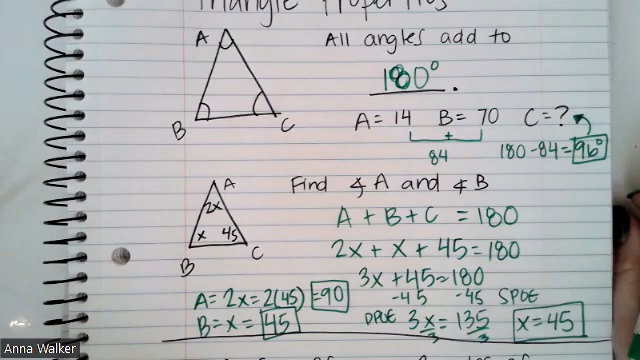 Triangle Properties
A
B
C
All angles add to
180°.
A = 14 B = 70 C = ?
+
84
180 - 84 = 96°
A
2x
x 45
B
C
Find ∡ A and ∡ B
A + B + C = 180
2x + x + 45 = 180
3x + 45 = 180
-45 -45 SPOE
DPOE 3x = 135
3 3
x = 45
A = 2x = 2(45) = 90
B = x = 45
Anna Walker